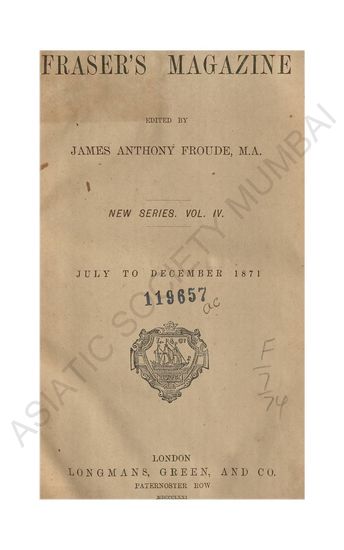 FRASER'S MAGAZINE
EDITED BY
JAMES ANTHONY FROUDE, M.A.
NEW SERIES. VOL. IV.
JULY TO DECEMBER 1871
119657
ac
F
7
74
LONDON
LONGMANS, GREEN, AND CO.
PATERNOSTER ROW
MDCCCLXXI
ASIATIC SOCIETY MUMBAI